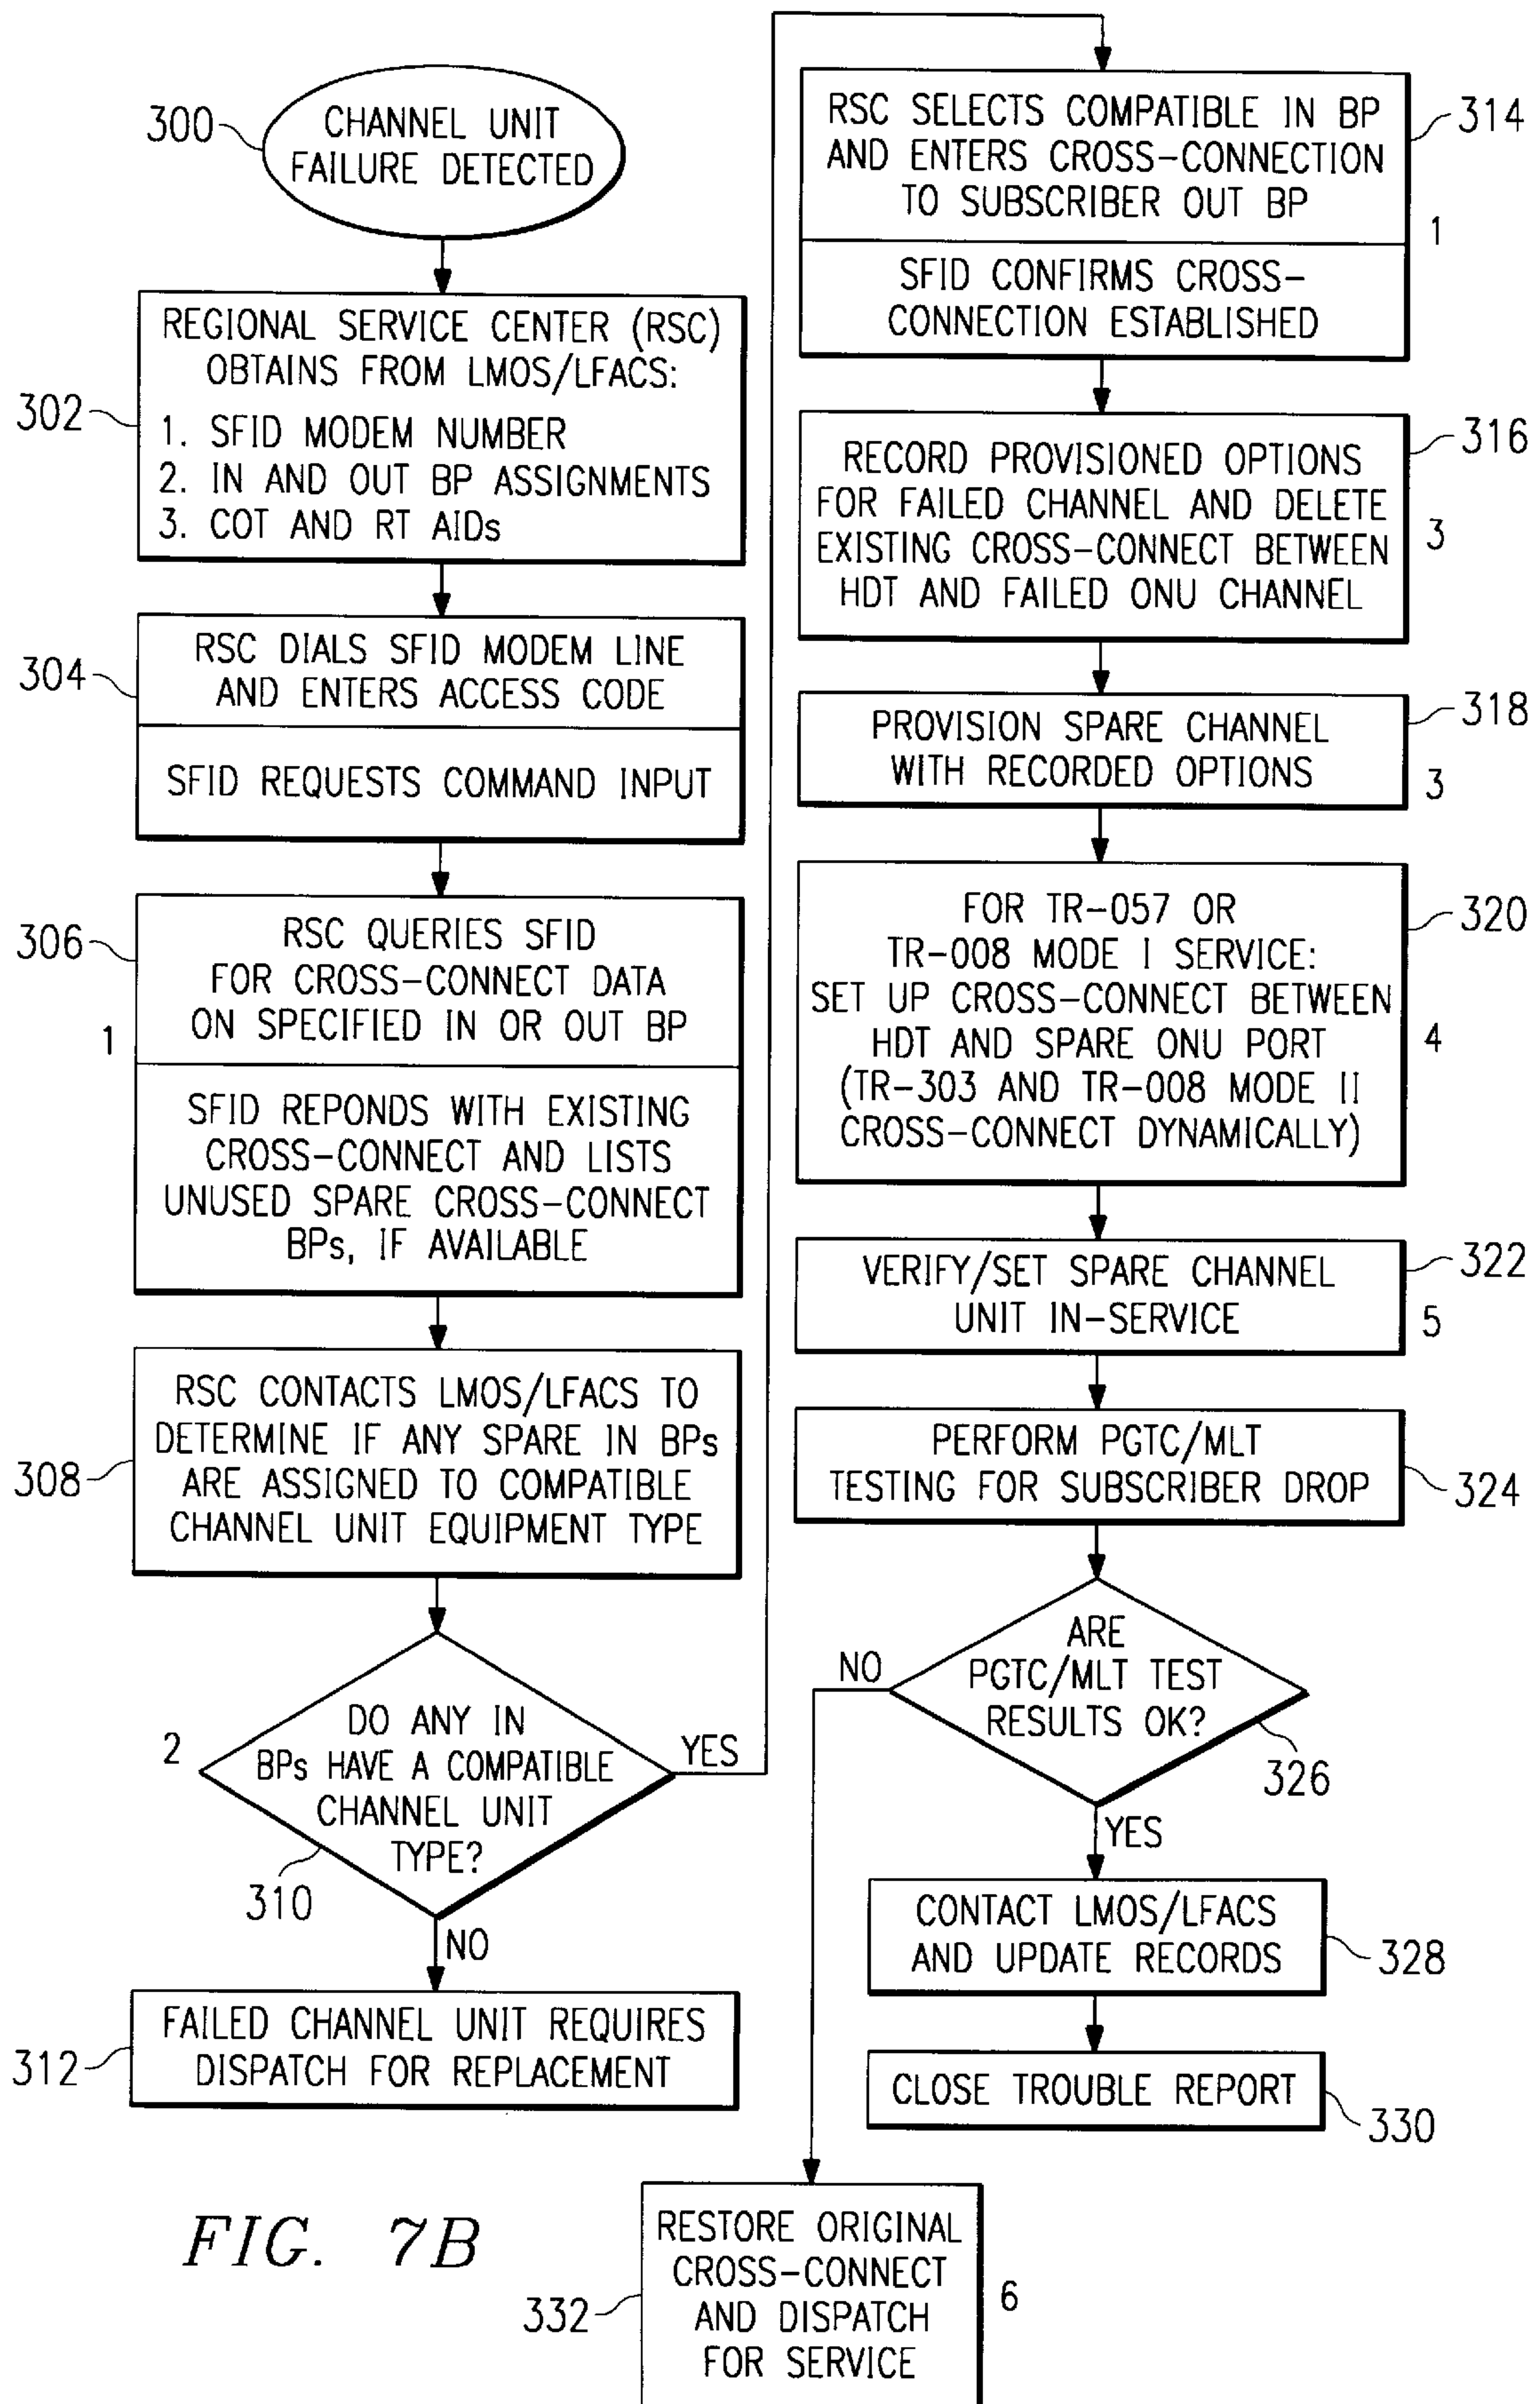 300
CHANNEL UNIT
FAILURE DETECTED
302
REGIONAL SERVICE CENTER (RSC)
OBTAINS FROM LMOS/LFACS:
1. SFID MODEM NUMBER
2. IN AND OUT BP ASSIGNMENTS
3. COT AND RT AIDs
304
RSC DIALS SFID MODEM LINE
AND ENTERS ACCESS CODE
SFID REQUESTS COMMAND INPUT
306
1
RSC QUERIES SFID
FOR CROSS-CONNECT DATA
ON SPECIFIED IN OR OUT BP
SFID REPONDS WITH EXISTING
CROSS-CONNECT AND LISTS
UNUSED SPARE CROSS-CONNECT
BPs, IF AVAILABLE
308
RSC CONTACTS LMOS/LFACS TO
DETERMINE IF ANY SPARE IN BPs
ARE ASSIGNED TO COMPATIBLE
CHANNEL UNIT EQUIPMENT TYPE
2
DO ANY IN
BPs HAVE A COMPATIBLE
CHANNEL UNIT
TYPE?
310
YES
NO
312
FAILED CHANNEL UNIT REQUIRES
DISPATCH FOR REPLACEMENT
RSC SELECTS COMPATIBLE IN BP
AND ENTERS CROSS-CONNECTION
TO SUBSCRIBER OUT BP
SFID CONFIRMS CROSS-
CONNECTION ESTABLISHED
314
1
RECORD PROVISIONED OPTIONS
FOR FAILED CHANNEL AND DELETE
EXISTING CROSS-CONNECT BETWEEN
HDT AND FAILED ONU CHANNEL
316
3
PROVISION SPARE CHANNEL
WITH RECORDED OPTIONS
318
3
FOR TR-057 OR
TR-008 MODE I SERVICE:
SET UP CROSS-CONNECT BETWEEN
HDT AND SPARE ONU PORT
(TR-303 AND TR-008 MODE II
CROSS-CONNECT DYNAMICALLY)
320
4
VERIFY/SET SPARE CHANNEL
UNIT IN-SERVICE
322
5
PERFORM PGTC/MLT
TESTING FOR SUBSCRIBER DROP
324
ARE
PGTC/MLT TEST
RESULTS OK?
326
NO
YES
CONTACT LMOS/LFACS
AND UPDATE RECORDS
328
CLOSE TROUBLE REPORT
330
RESTORE ORIGINAL
CROSS-CONNECT
AND DISPATCH
FOR SERVICE
332
6
FIG. 7B